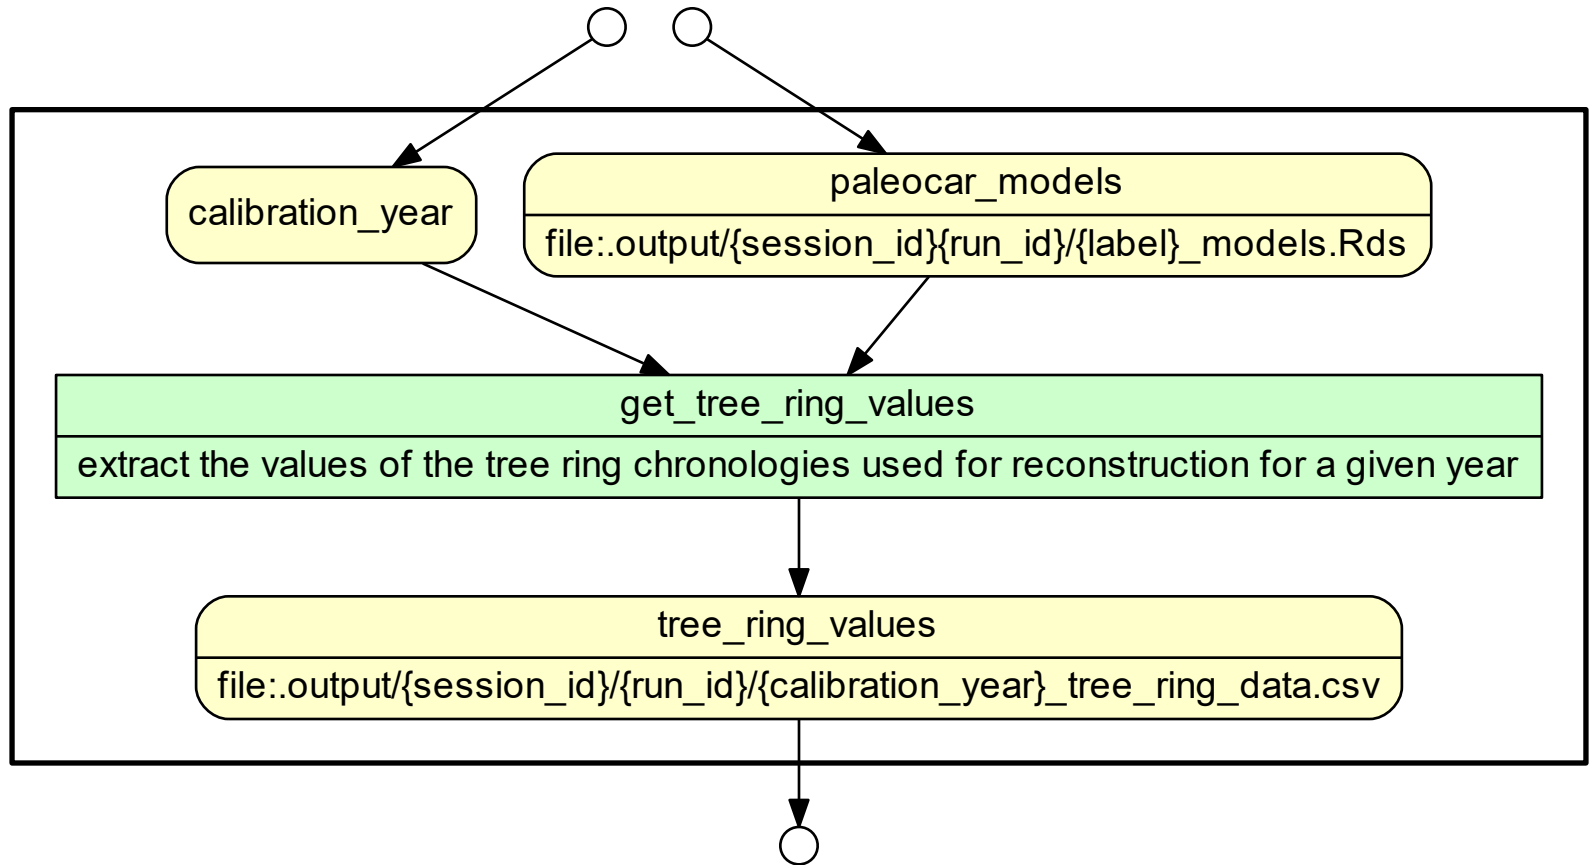 calibration_year
paleocar_models
file:.output/{session_id}{run_id}/{label}_models.Rds
get_tree_ring_values
extract the values of the tree ring chronologies used for reconstruction for a given year
tree_ring_values
file:.output/{session_id}/{run_id}/{calibration_year}_tree_ring_data.csv